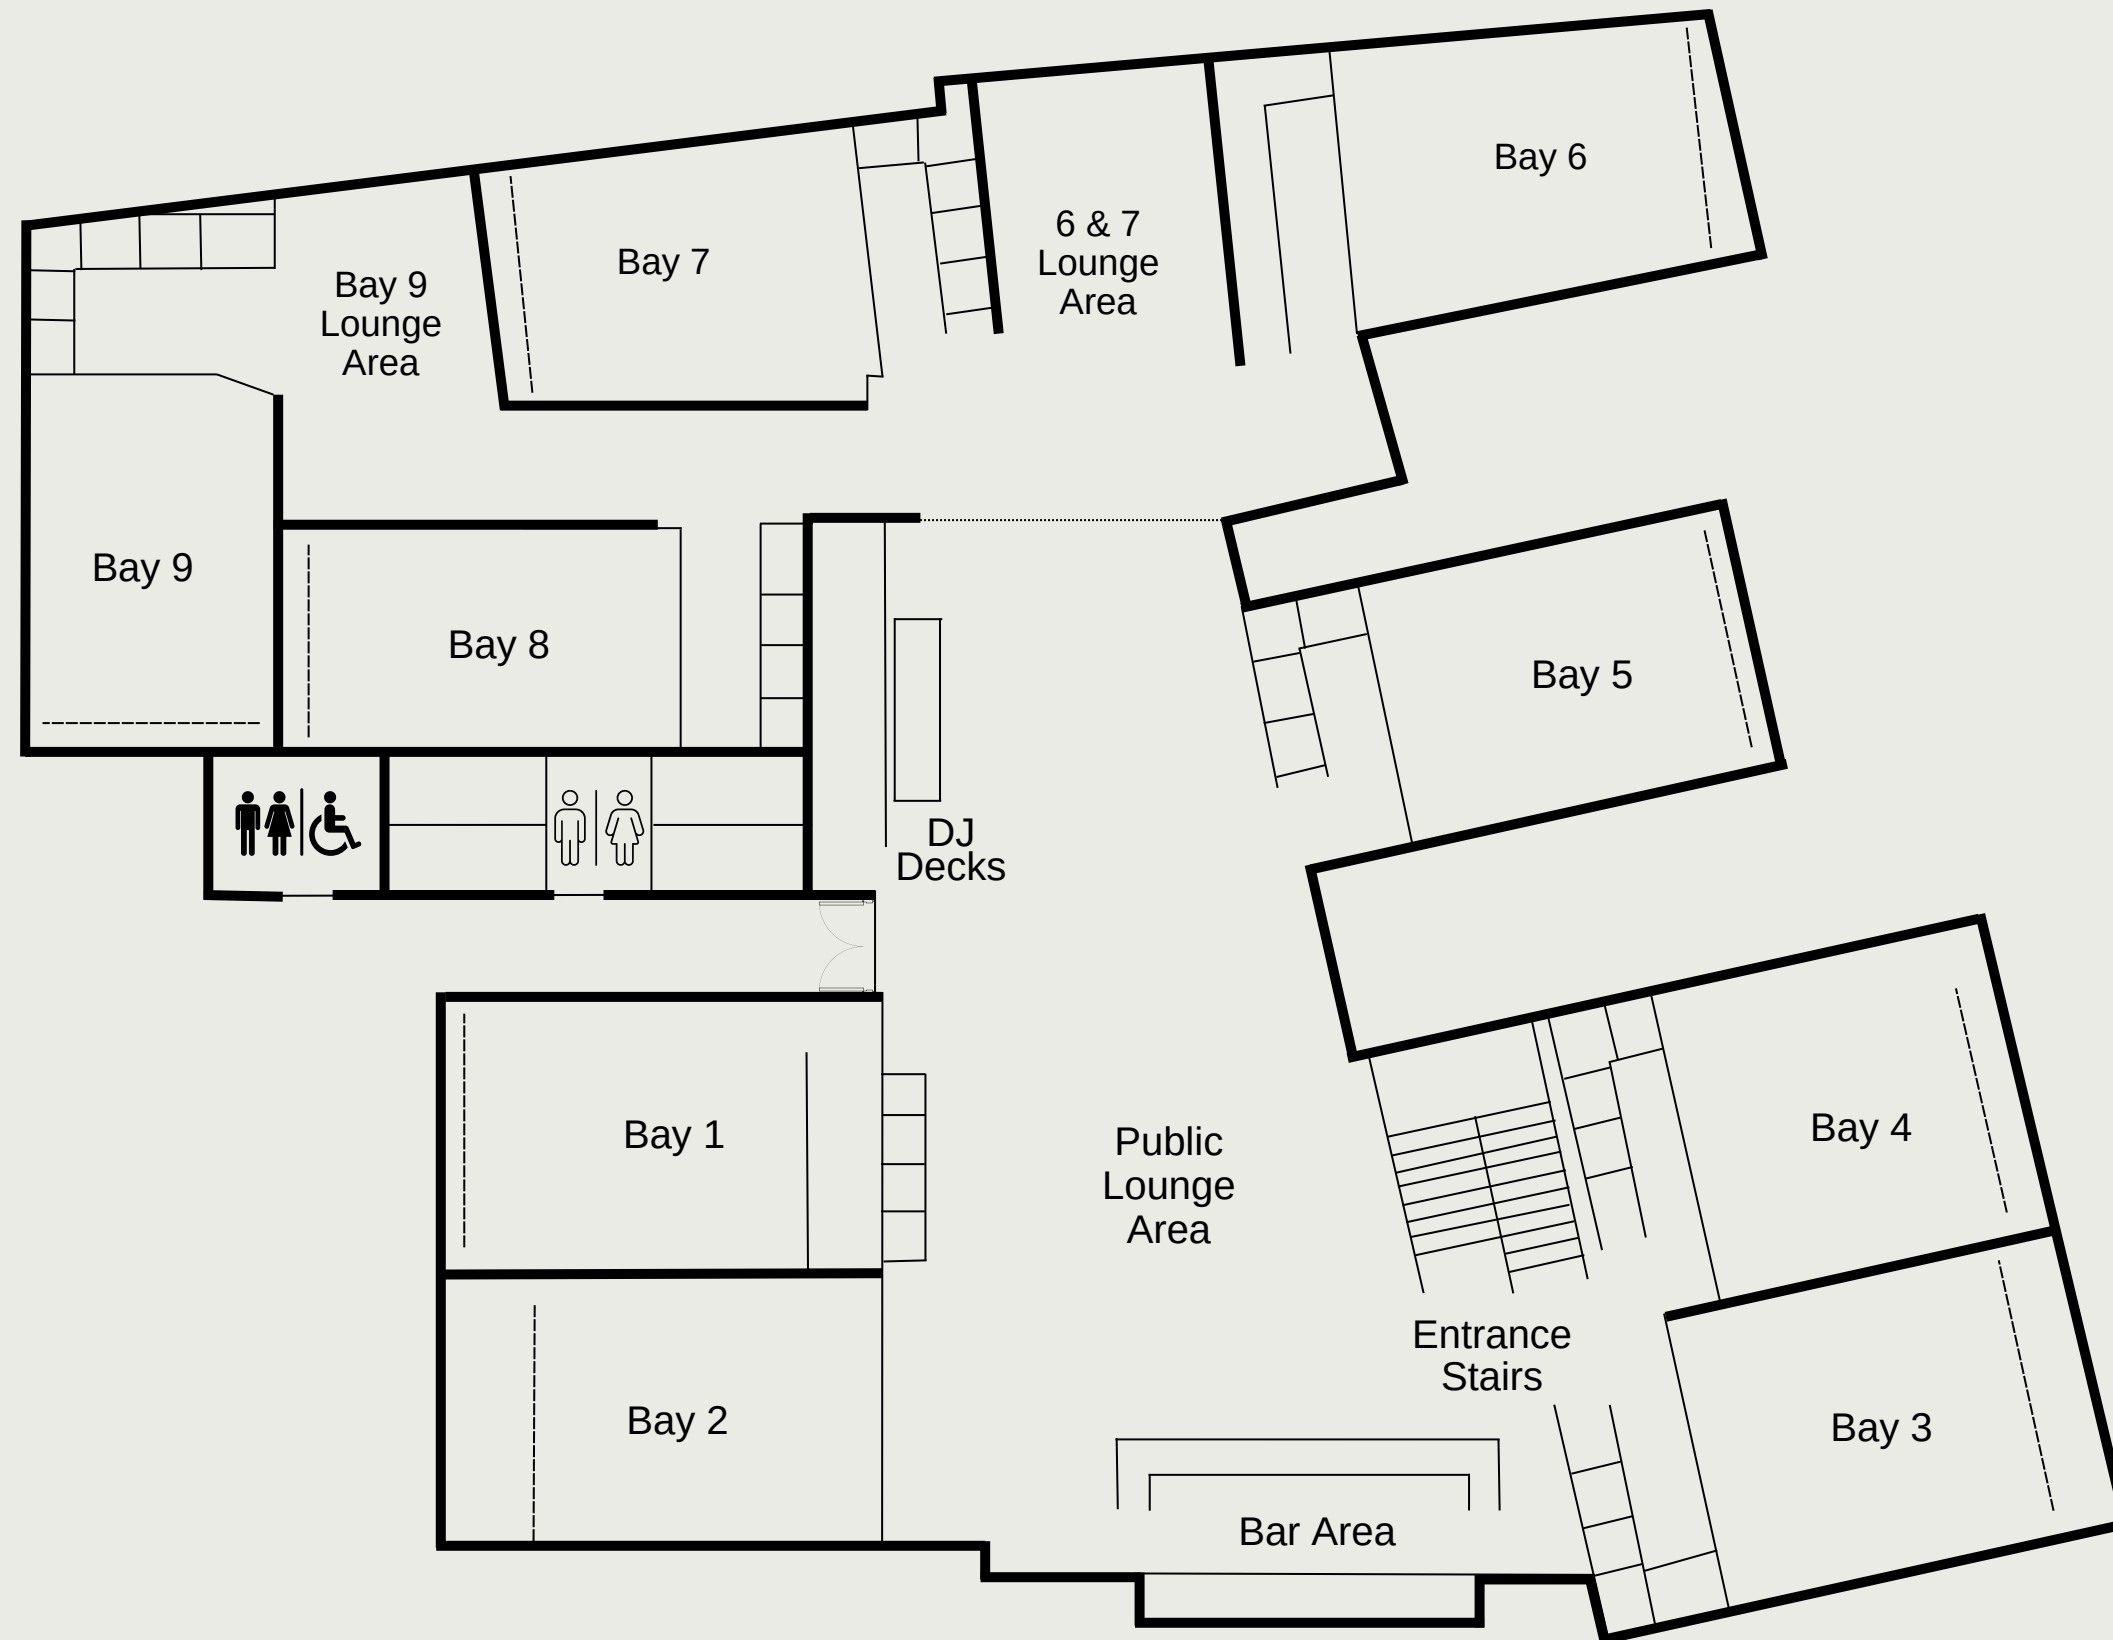 Bay 6
6 & 7
Lounge
Area
Bay 7
Bay 9
Lounge
Area
Bay 9
Bay 8
Bay 5
DJ
Decks
Bay 1
Public
Lounge
Area
Bay 4
Entrance
Stairs
Bay 2
Bay 3
Bar Area